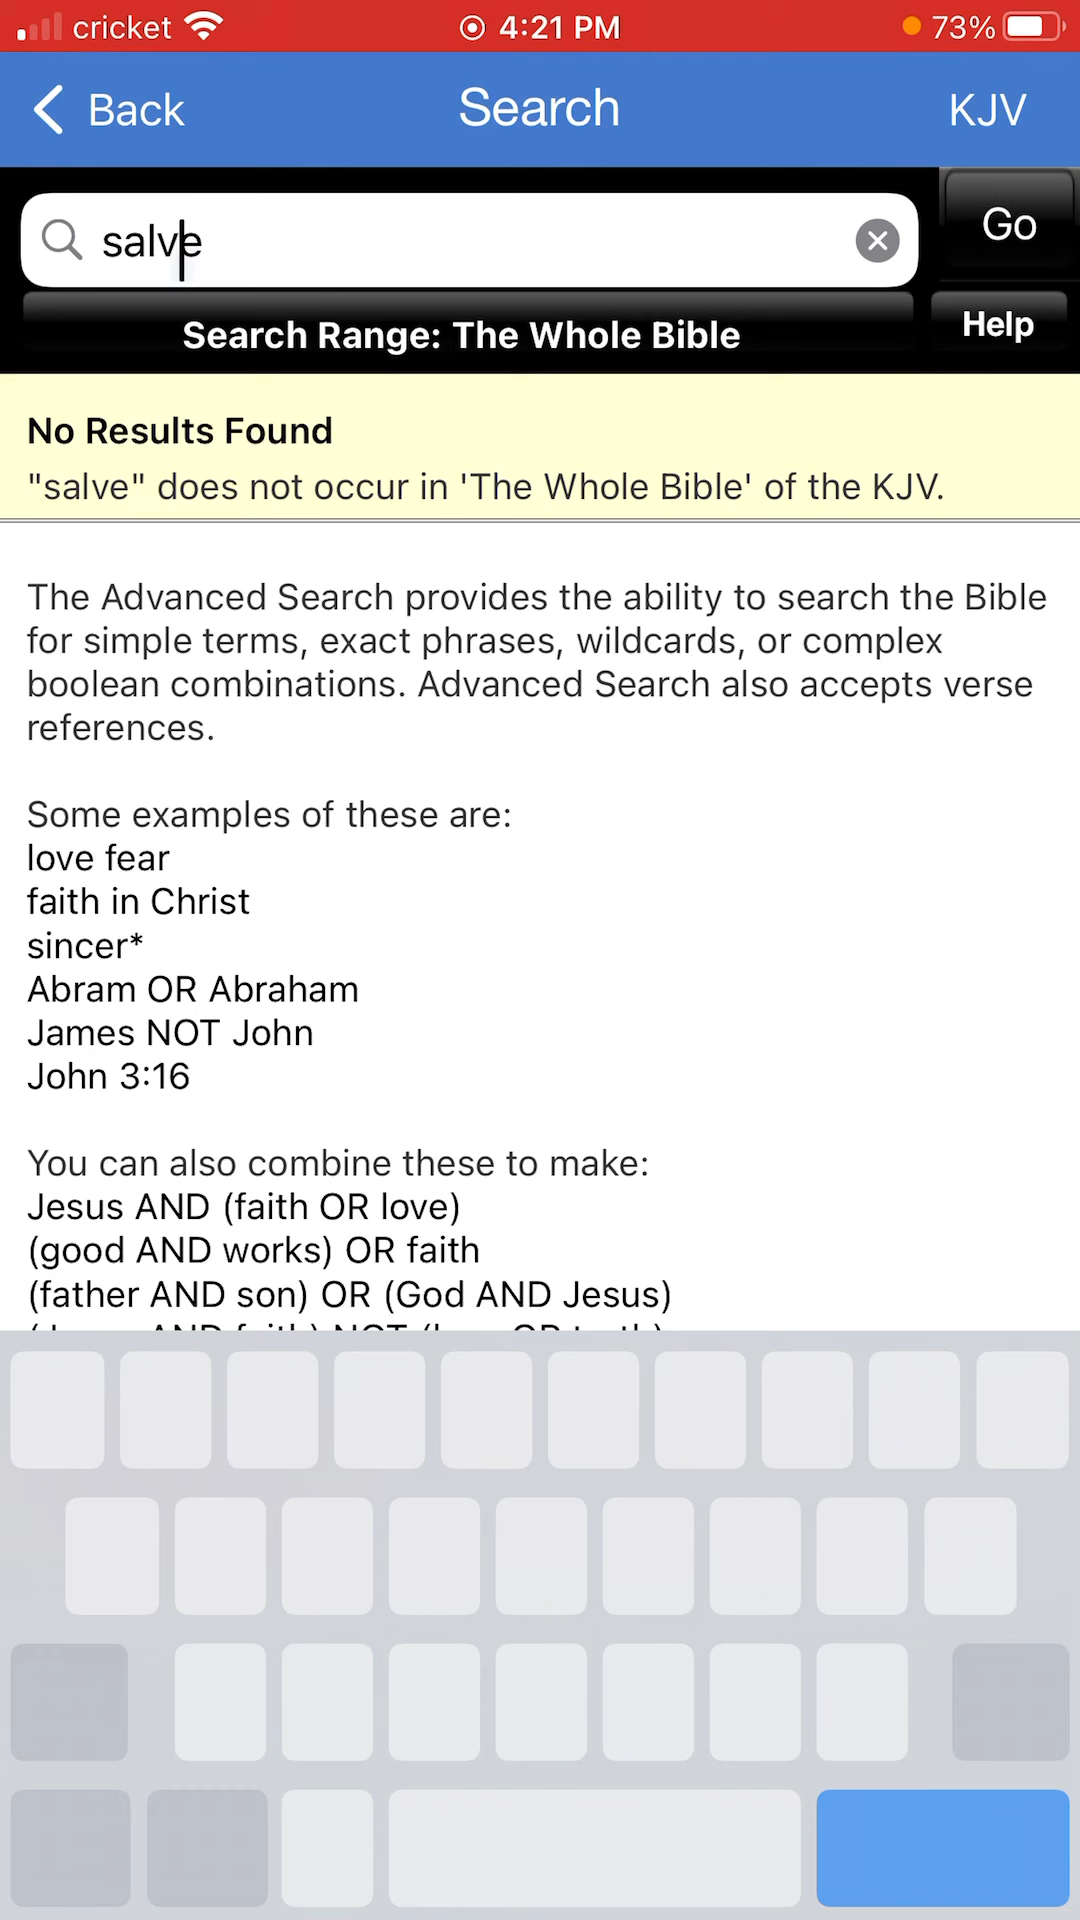 cricket 4:21 PM 73%
Back Search KJV
salve Go
Search Range: The Whole Bible Help
No Results Found
"salve" does not occur in 'The Whole Bible' of the KJV.
The Advanced Search provides the ability to search the Bible
for simple terms, exact phrases, wildcards, or complex
boolean combinations. Advanced Search also accepts verse
references.
Some examples of these are:
love fear
faith in Christ
sincer*
Abram OR Abraham
James NOT John
John 3:16
You can also combine these to make:
Jesus AND (faith OR love)
(good AND works) OR faith
(father AND son) OR (God AND Jesus)